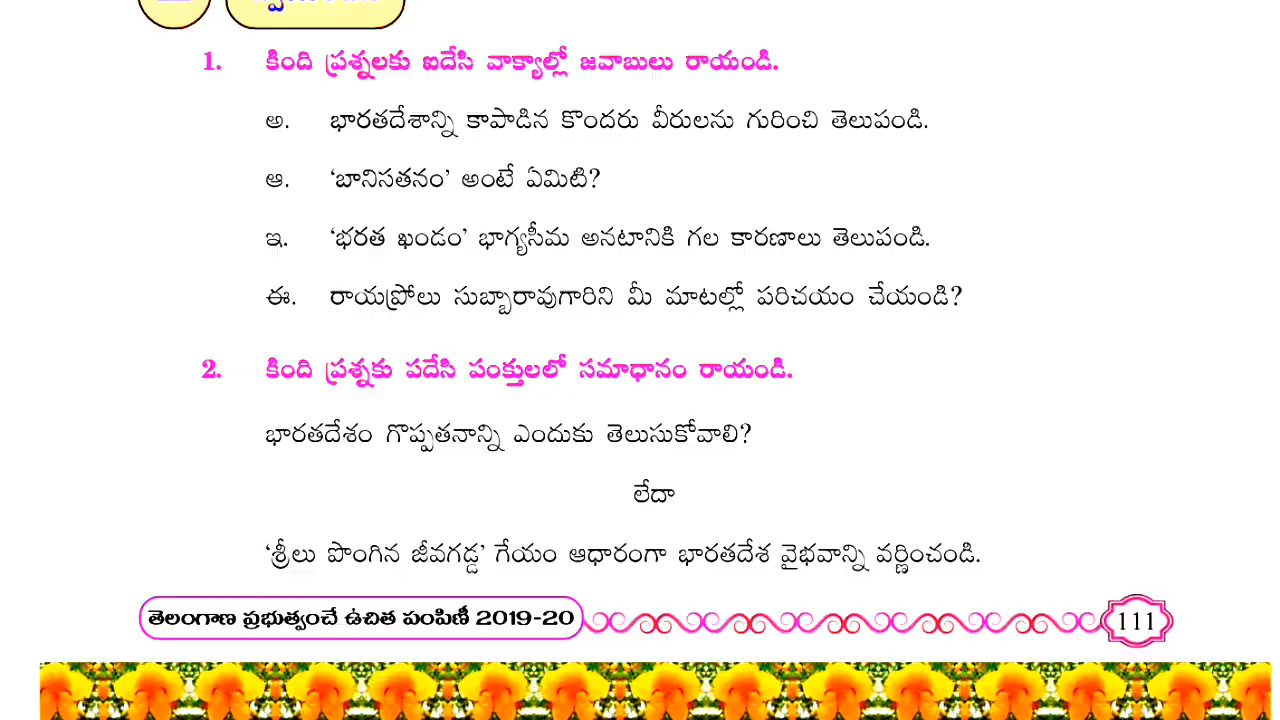 1. కింది ప్రశ్నలకు ఐదేసి వాక్యాల్లో జవాబులు రాయండి.
అ. భారతదేశాన్ని కాపాడిన కొందరు వీరులను గురించి తెలుపండి.
ఆ. ‘బానిసతనం’ అంటే ఏమిటి?
ఇ. ‘భరత ఖండం’ భాగ్యసీమ అనటానికి గల కారణాలు తెలుపండి.
ఈ. రాయప్రోలు సుబ్బారావుగారిని మీ మాటల్లో పరిచయం చేయండి?
2. కింది ప్రశ్నకు పదేసి పంక్తులలో సమాధానం రాయండి.
భారతదేశం గొప్పతనాన్ని ఎందుకు తెలుసుకోవాలి?
లేదా
‘శ్రీలు పొంగిన జీవగడ్డ’ గేయం ఆధారంగా భారతదేశ వైభవాన్ని వర్ణించండి.
తెలంగాణ ప్రభుత్వంచే ఉచిత పంపిణీ 2019-20 111